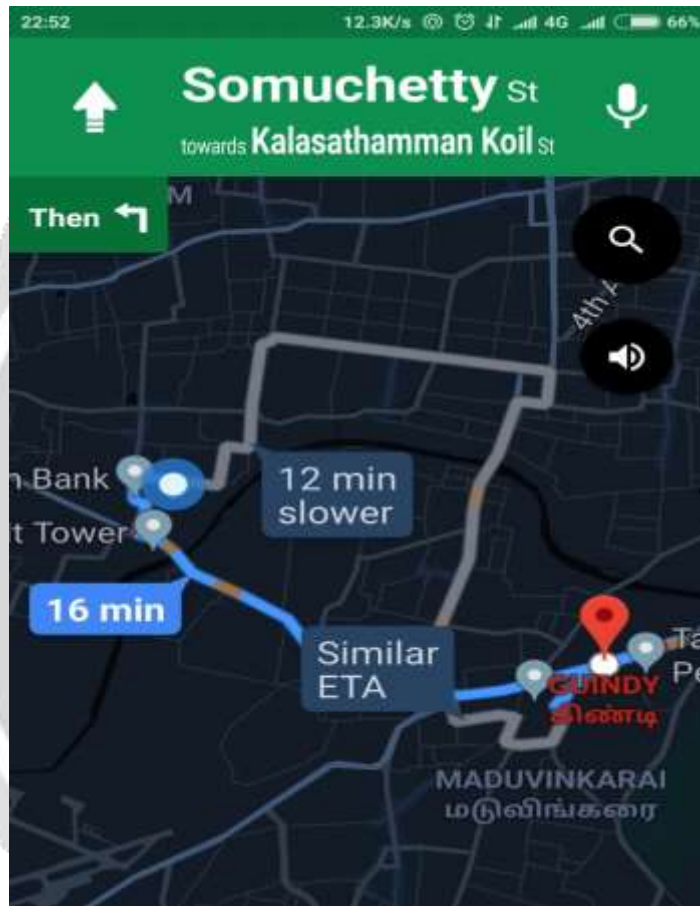 22:52 12.3K/s 4G 66%
Somuchetty St
towards Kalasathamman Koil St
Then
M
4th A
n Bank
12 min
slower
t Tower
16 min
Similar
ETA
Ta
Pe
GUINDY
கிண்டி
MADUVINKARAI
மடுவிங்கரை